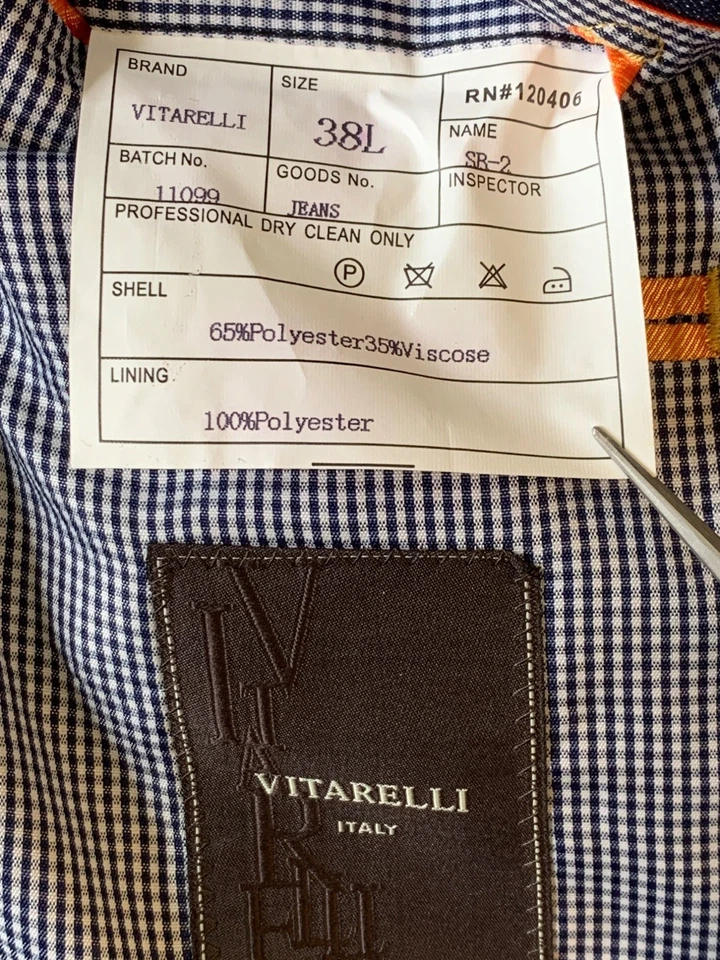 BRAND
VITARELLI
SIZE
38L
RN#120406
NAME
SR-2
BATCH No.
11099
GOODS No.
JEANS
INSPECTOR
PROFESSIONAL DRY CLEAN ONLY
P
SHELL
65%Polyester35%Viscose
LINING
100%Polyester
VITARELLI
VITARELLI
ITALY